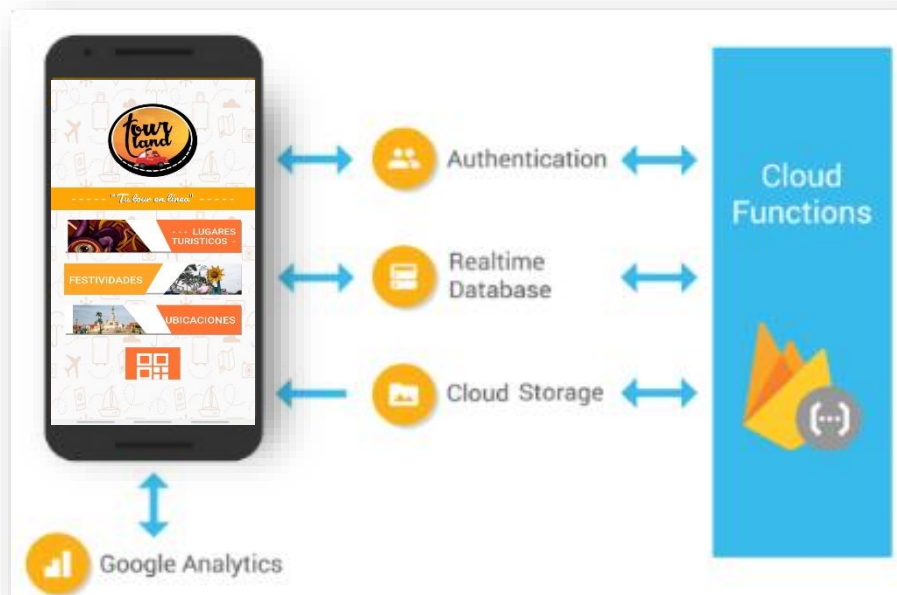 tour
land
"Tu tour en línea"
- - - LUGARES
TURISTICOS -
FESTIVIDADES
UBICACIONES
Authentication
Realtime
Database
Cloud Storage
Google Analytics
Cloud
Functions